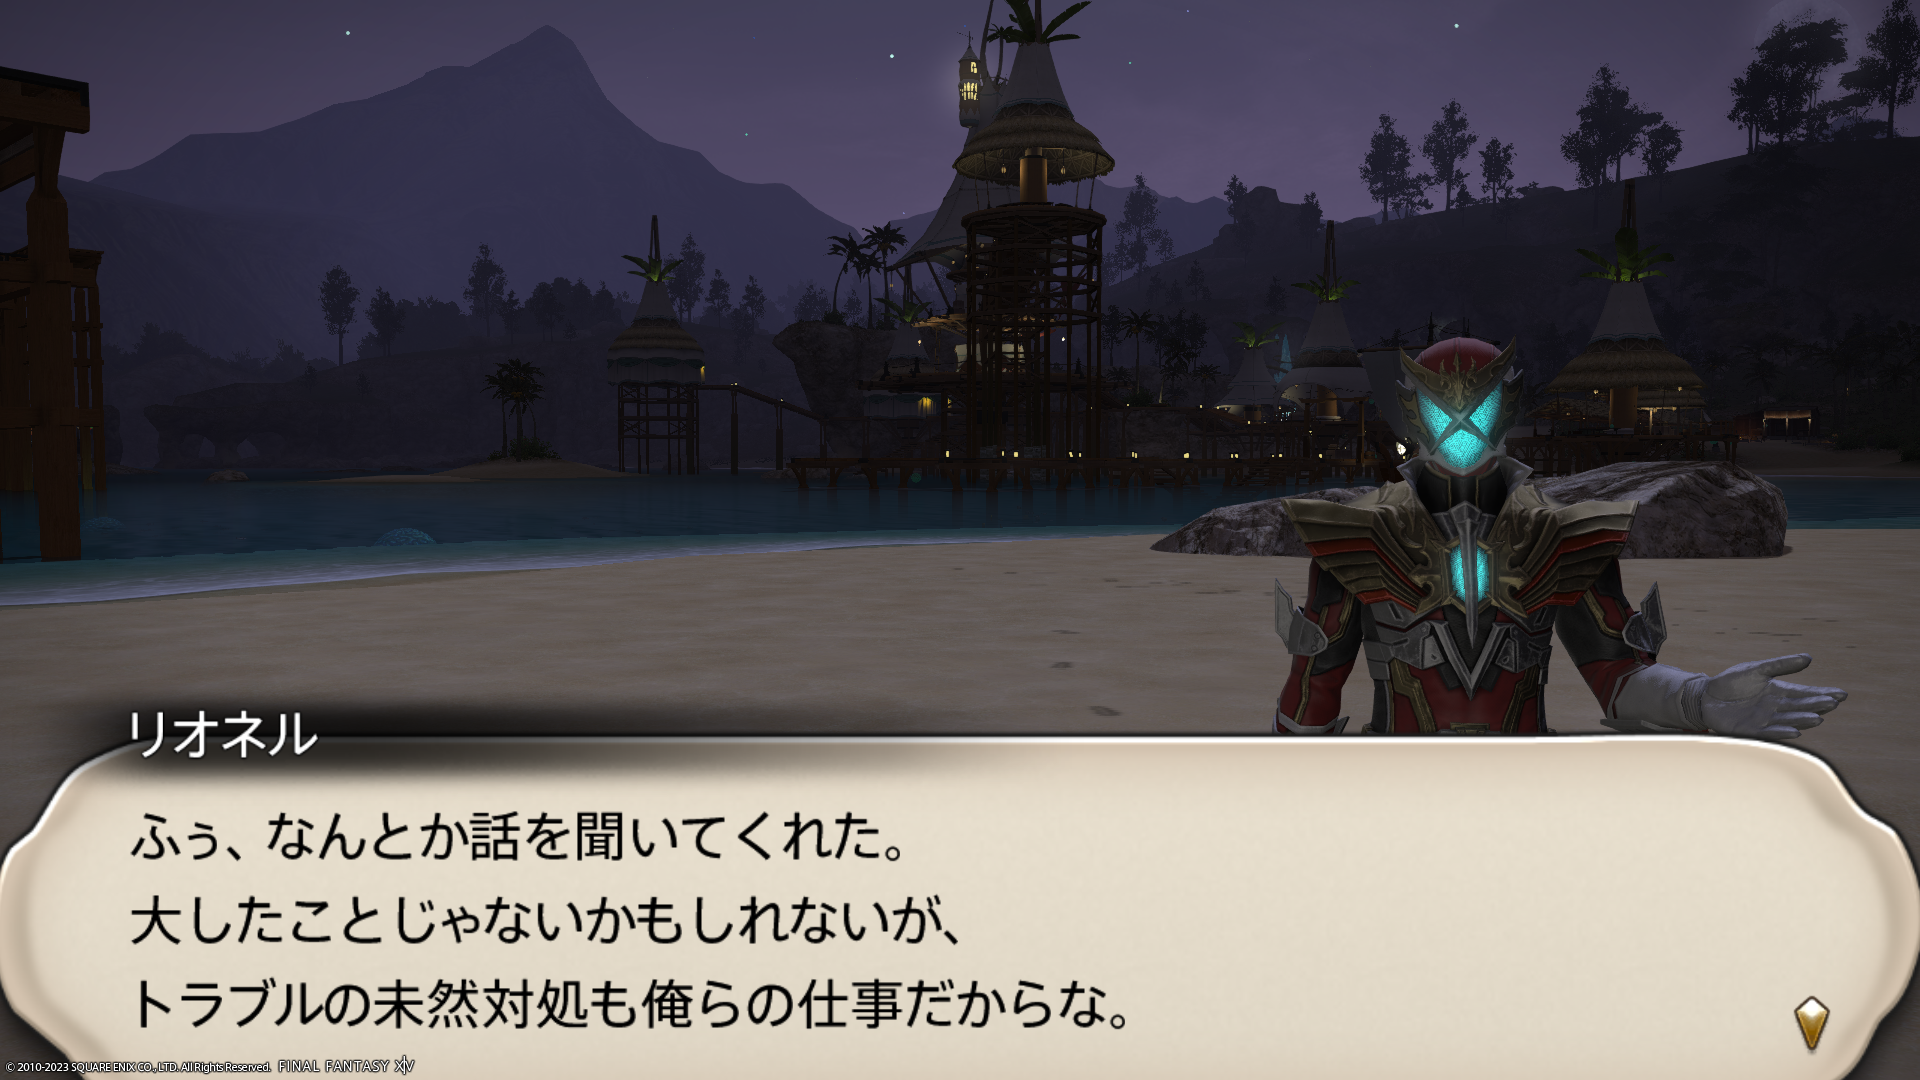 リオネル
ふぅ、なんとか話を聞いてくれた。
大したことじゃないかもしれないが、
トラブルの未然対処も俺らの仕事だからな。
© 2010-2023 SQUARE ENIX CO., LTD. All Rights Reserved. FINAL FANTASY XIV